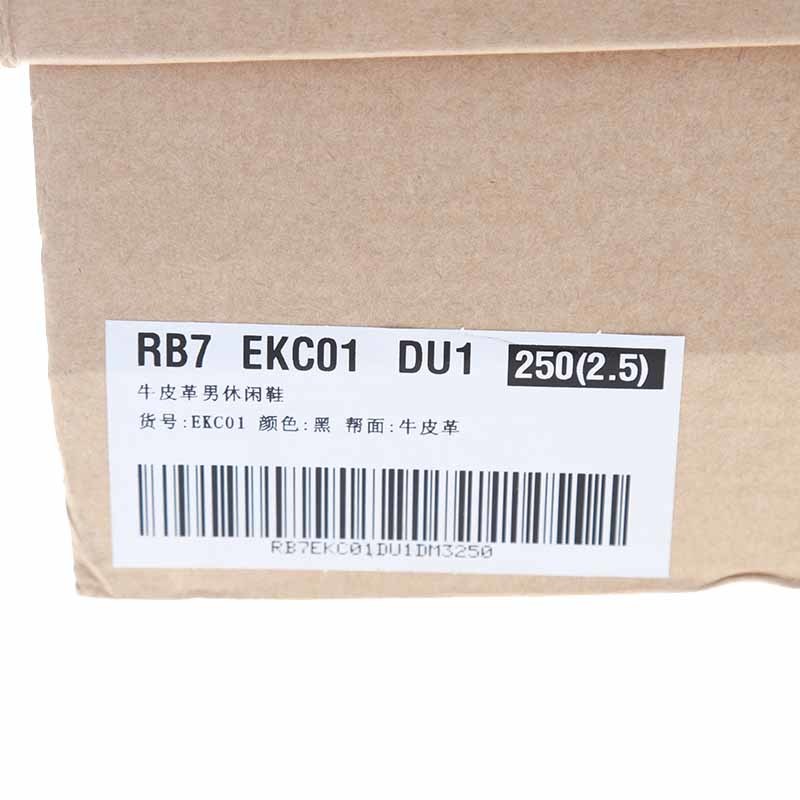 RB7 EKC01 DU1 250(2.5)
牛皮革男休闲鞋
货号:EKC01 颜色:黑 帮面:牛皮革
RB7EKC01DU1DM3250